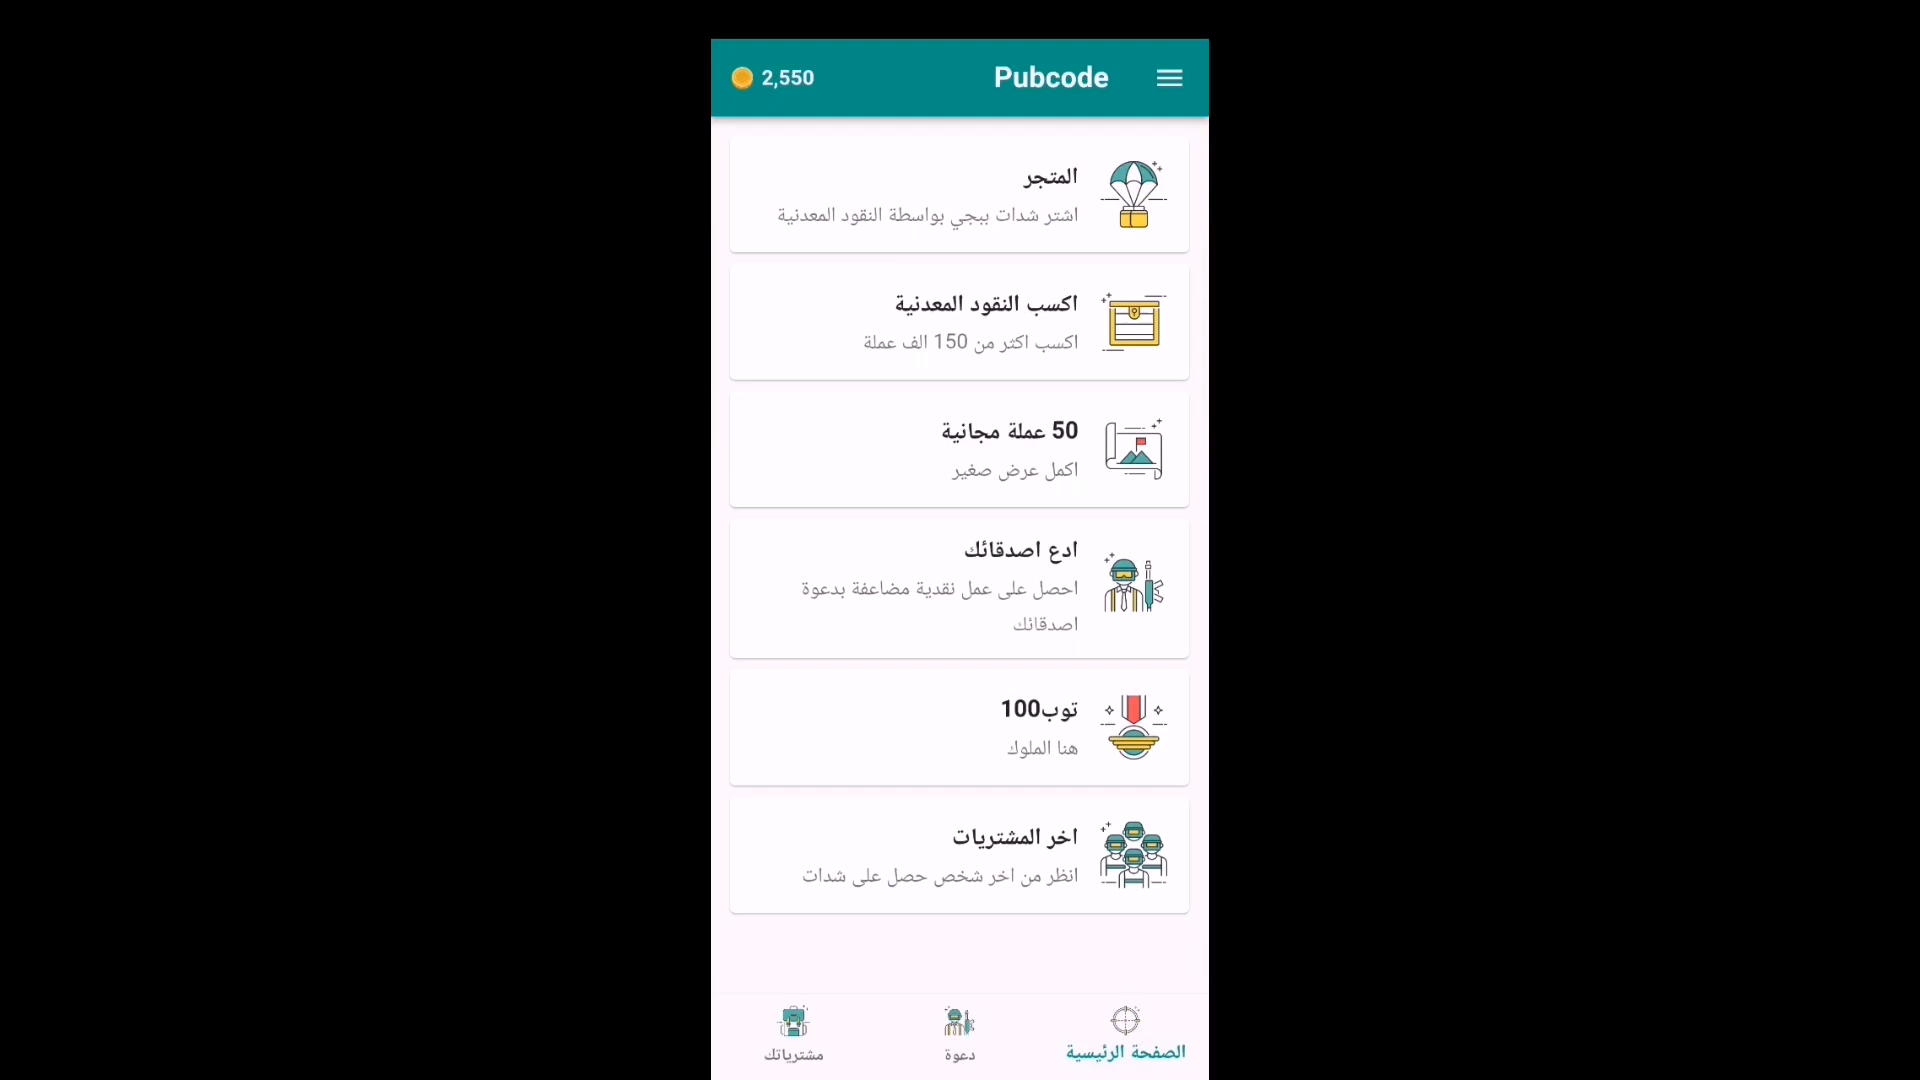 Pubcode
2,550
المتجر
اشتر شدات ببجي بواسطة النقود المعدنية
اكسب النقود المعدنية
اكسب اكثر من 150 الف عملة
50 عملة مجانية
اكمل عرض صغير
ادع اصدقائك
احصل على عمل نقدية مضاعفة بدعوة
اصدقائك
توب100
هنا الملوك
اخر المشتريات
انظر من اخر شخص حصل على شدات
الصفحة الرئيسية
دعوة
مشترياتك